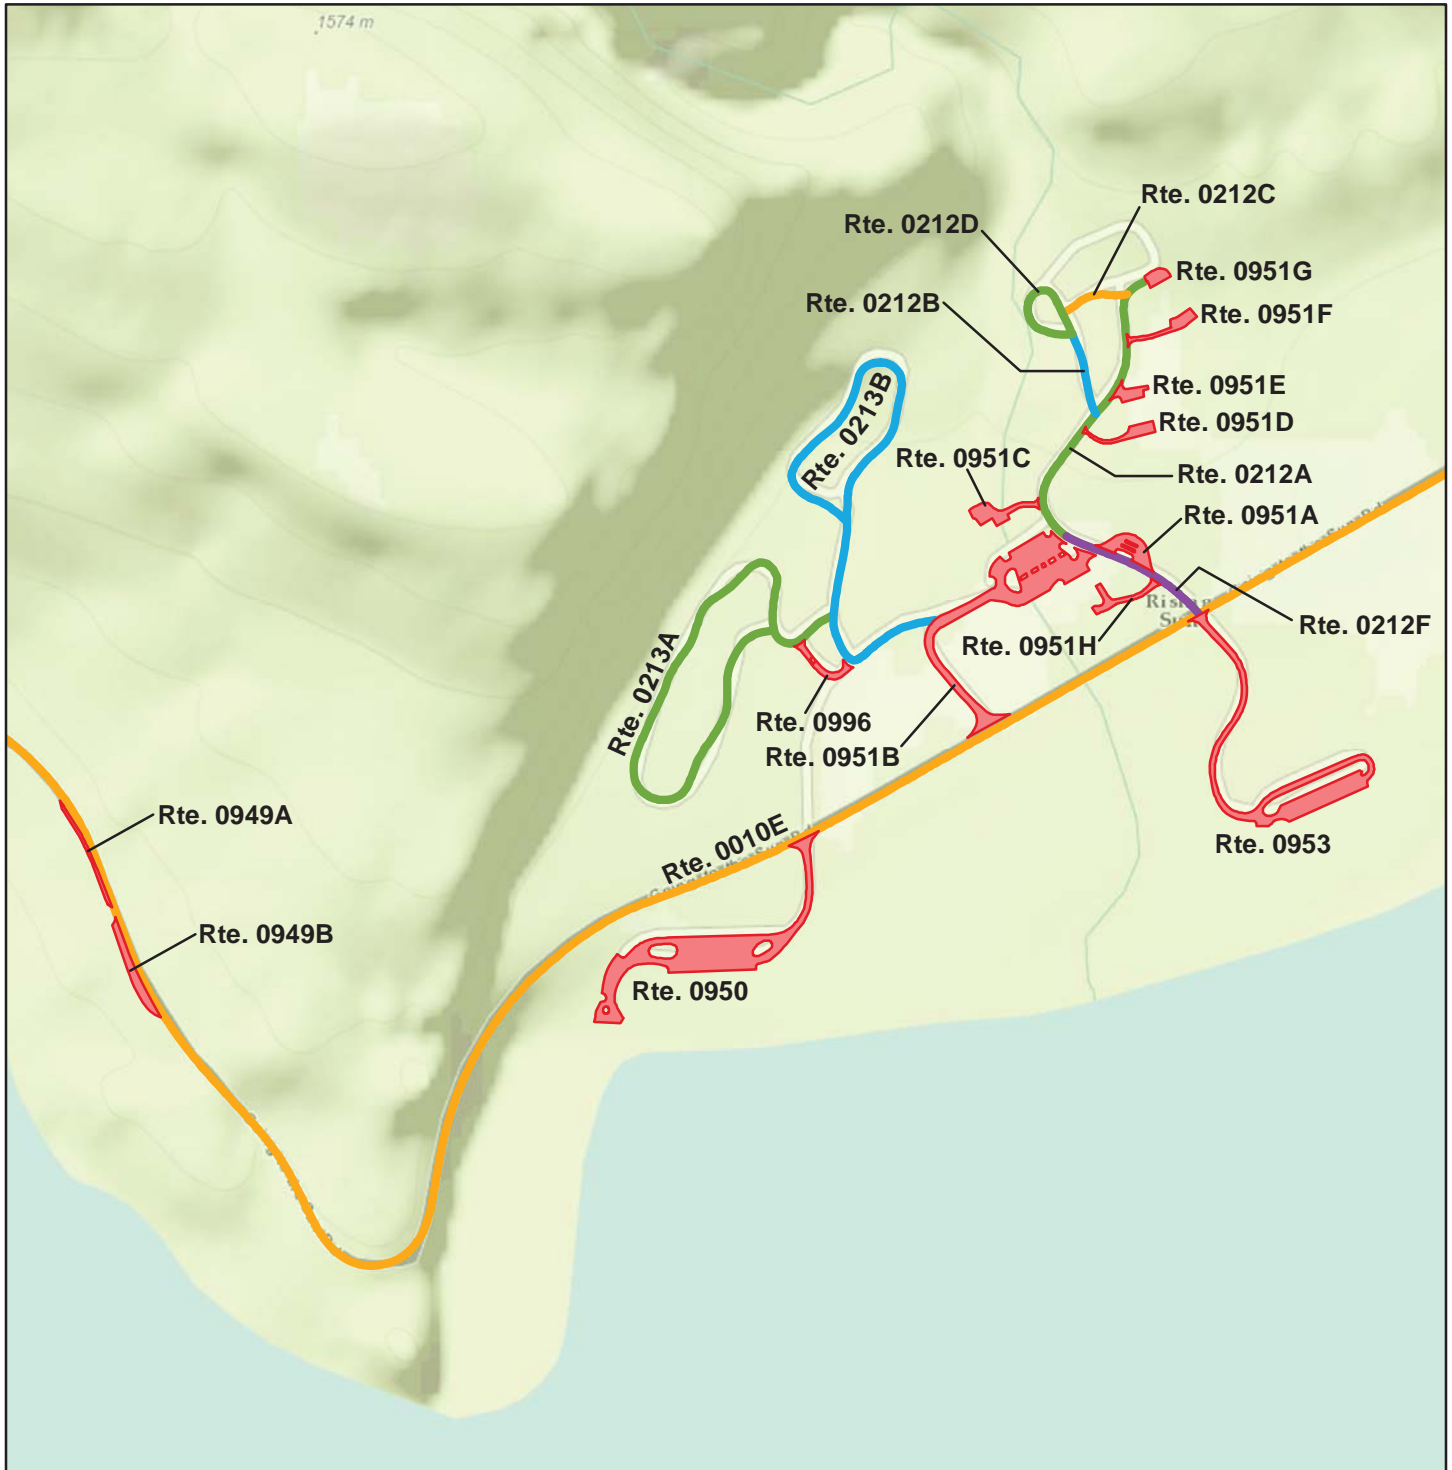 1574 m
Rte. 0212C
Rte. 0212D
Rte. 0951G
Rte. 0212B
Rte. 0951F
Rte. 0951E
Rte. 0213B
Rte. 0951D
Rte. 0951C
Rte. 0212A
Rte. 0951A
Rising
Sun
Rte. 0212F
Rte. 0951H
Rte. 0213A
Rte. 0996
Rte. 0951B
Rte. 0949A
Rte. 0010E
Rte. 0953
Rte. 0949B
Rte. 0950